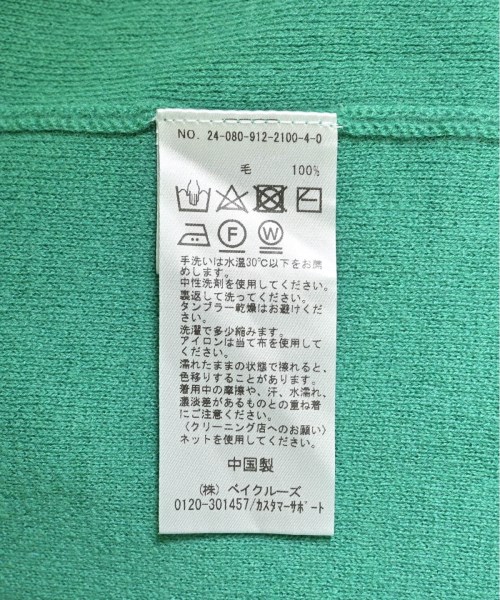 NO. 24-080-912-2100-4-0
毛 100%
F W
手洗いは水温30℃以下をお薦
めします。
中性洗剤を使用してください。
裏返して洗ってください。
タンブラー乾燥はお避けくだ
さい。
洗濯で多少縮みます。
アイロンは当て布を使用して
ください。
濡れたままの状態で擦れると、
色移りすることがあります。
着用中の摩擦や、汗、水濡れ、
濃淡差があるものとの重ね着
にご注意ください。
〈クリーニング店へのお願い〉
ネットを使用してください。
中国製
(株) ベイクルーズ
0120-301457/カスタマーサポート